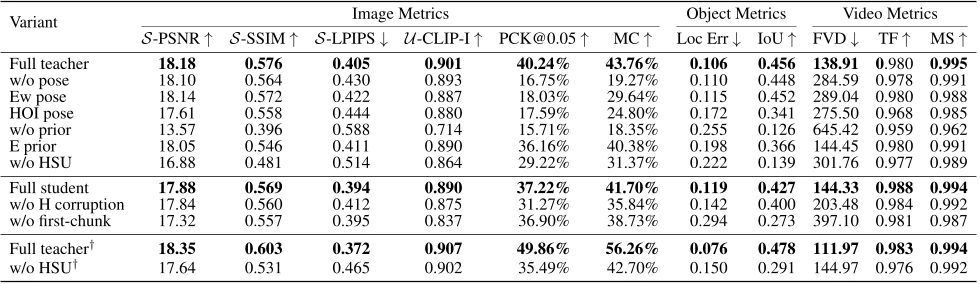 Variant Image Metrics Object Metrics Video Metrics
S-PSNR ↑ S-SSIM ↑ S-LPIPS ↓ U-CLIP-I ↑ PCK@0.05 ↑ MC ↑ Loc Err ↓ IoU ↑ FVD ↓ TF ↑ MS ↑
Full teacher 18.18 0.576 0.405 0.901 40.24% 43.76% 0.106 0.456 138.91 0.980 0.995
w/o pose 18.10 0.564 0.430 0.893 16.75% 19.27% 0.110 0.448 284.59 0.978 0.991
Ew pose 18.14 0.572 0.422 0.887 18.03% 29.64% 0.115 0.452 289.04 0.980 0.988
HOI pose 17.61 0.558 0.444 0.880 17.59% 24.80% 0.172 0.341 275.50 0.968 0.985
w/o prior 13.57 0.396 0.588 0.714 15.71% 18.35% 0.255 0.126 645.42 0.959 0.962
E prior 18.05 0.546 0.411 0.890 36.16% 40.38% 0.198 0.366 144.45 0.980 0.991
w/o HSU 16.88 0.481 0.514 0.864 29.22% 31.37% 0.222 0.139 301.76 0.977 0.989
Full student 17.88 0.569 0.394 0.890 37.22% 41.70% 0.119 0.427 144.33 0.988 0.994
w/o H corruption 17.84 0.560 0.412 0.875 31.27% 35.84% 0.142 0.400 203.48 0.984 0.992
w/o first-chunk 17.32 0.557 0.395 0.837 36.90% 38.73% 0.294 0.273 397.10 0.981 0.987
Full teacher† 18.35 0.603 0.372 0.907 49.86% 56.26% 0.076 0.478 111.97 0.983 0.994
w/o HSU† 17.64 0.531 0.465 0.902 35.49% 42.70% 0.150 0.291 144.97 0.976 0.992